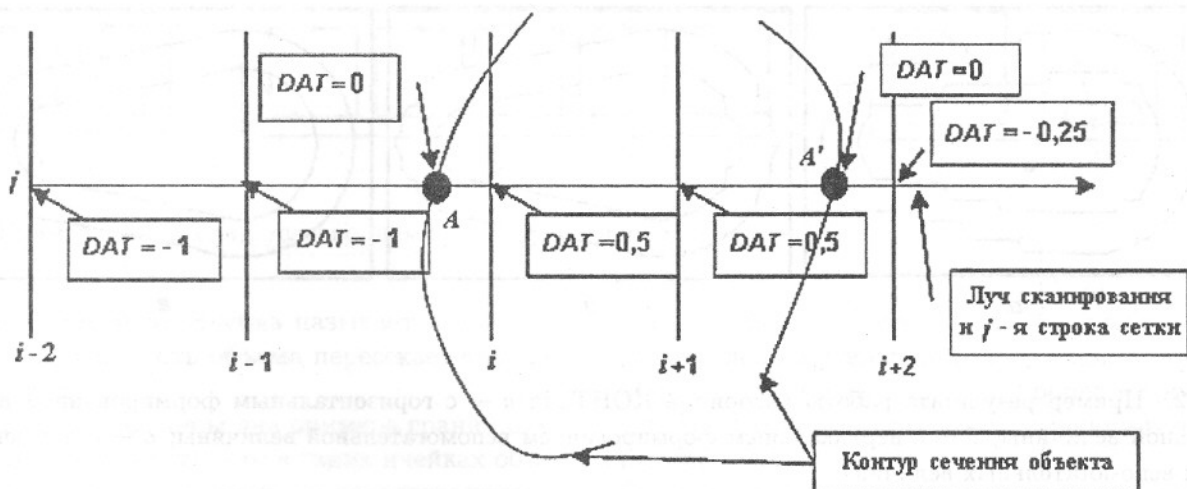 DAT = 0
DAT = 0
DAT = - 0,25
A'
j
A
DAT = - 1
DAT = - 1
DAT = 0,5
DAT = 0,5
Луч сканирования
и j - я строка сетки
i - 2
i - 1
i
i+1
i+2
Контур сечения объекта